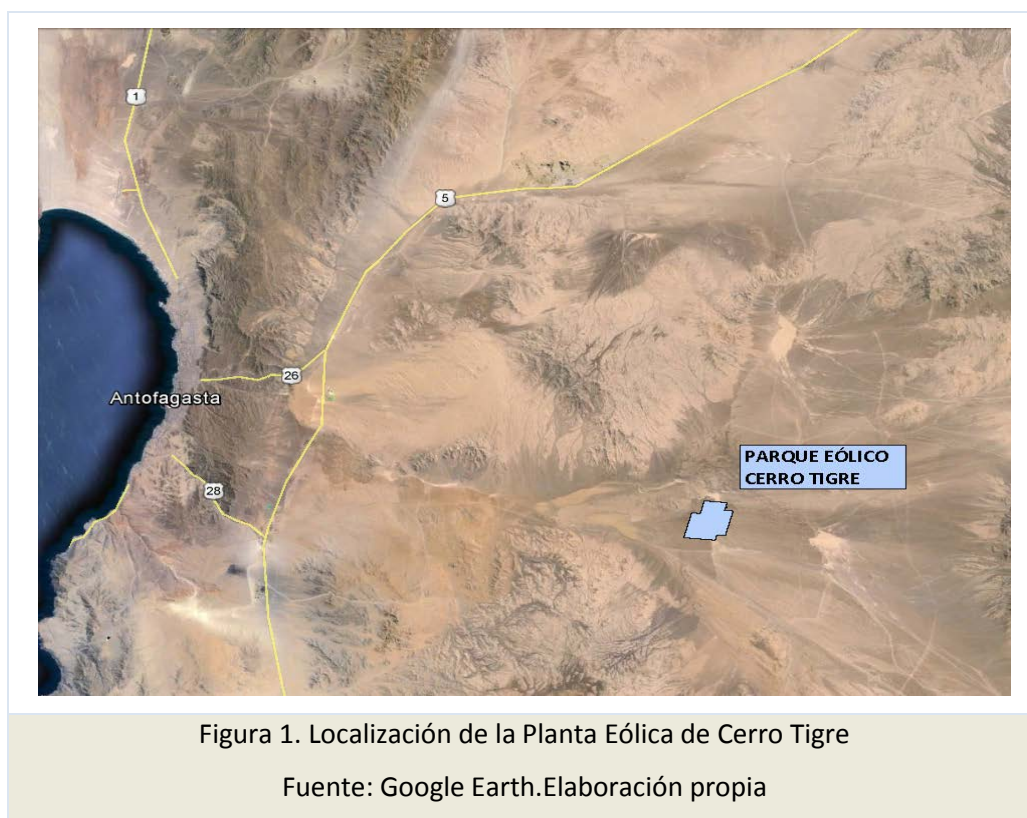 1
5
26
Antofagasta
PARQUE EÓLICO
CERRO TIGRE
28
Figura 1. Localización de la Planta Eólica de Cerro Tigre
Fuente: Google Earth.Elaboración propia